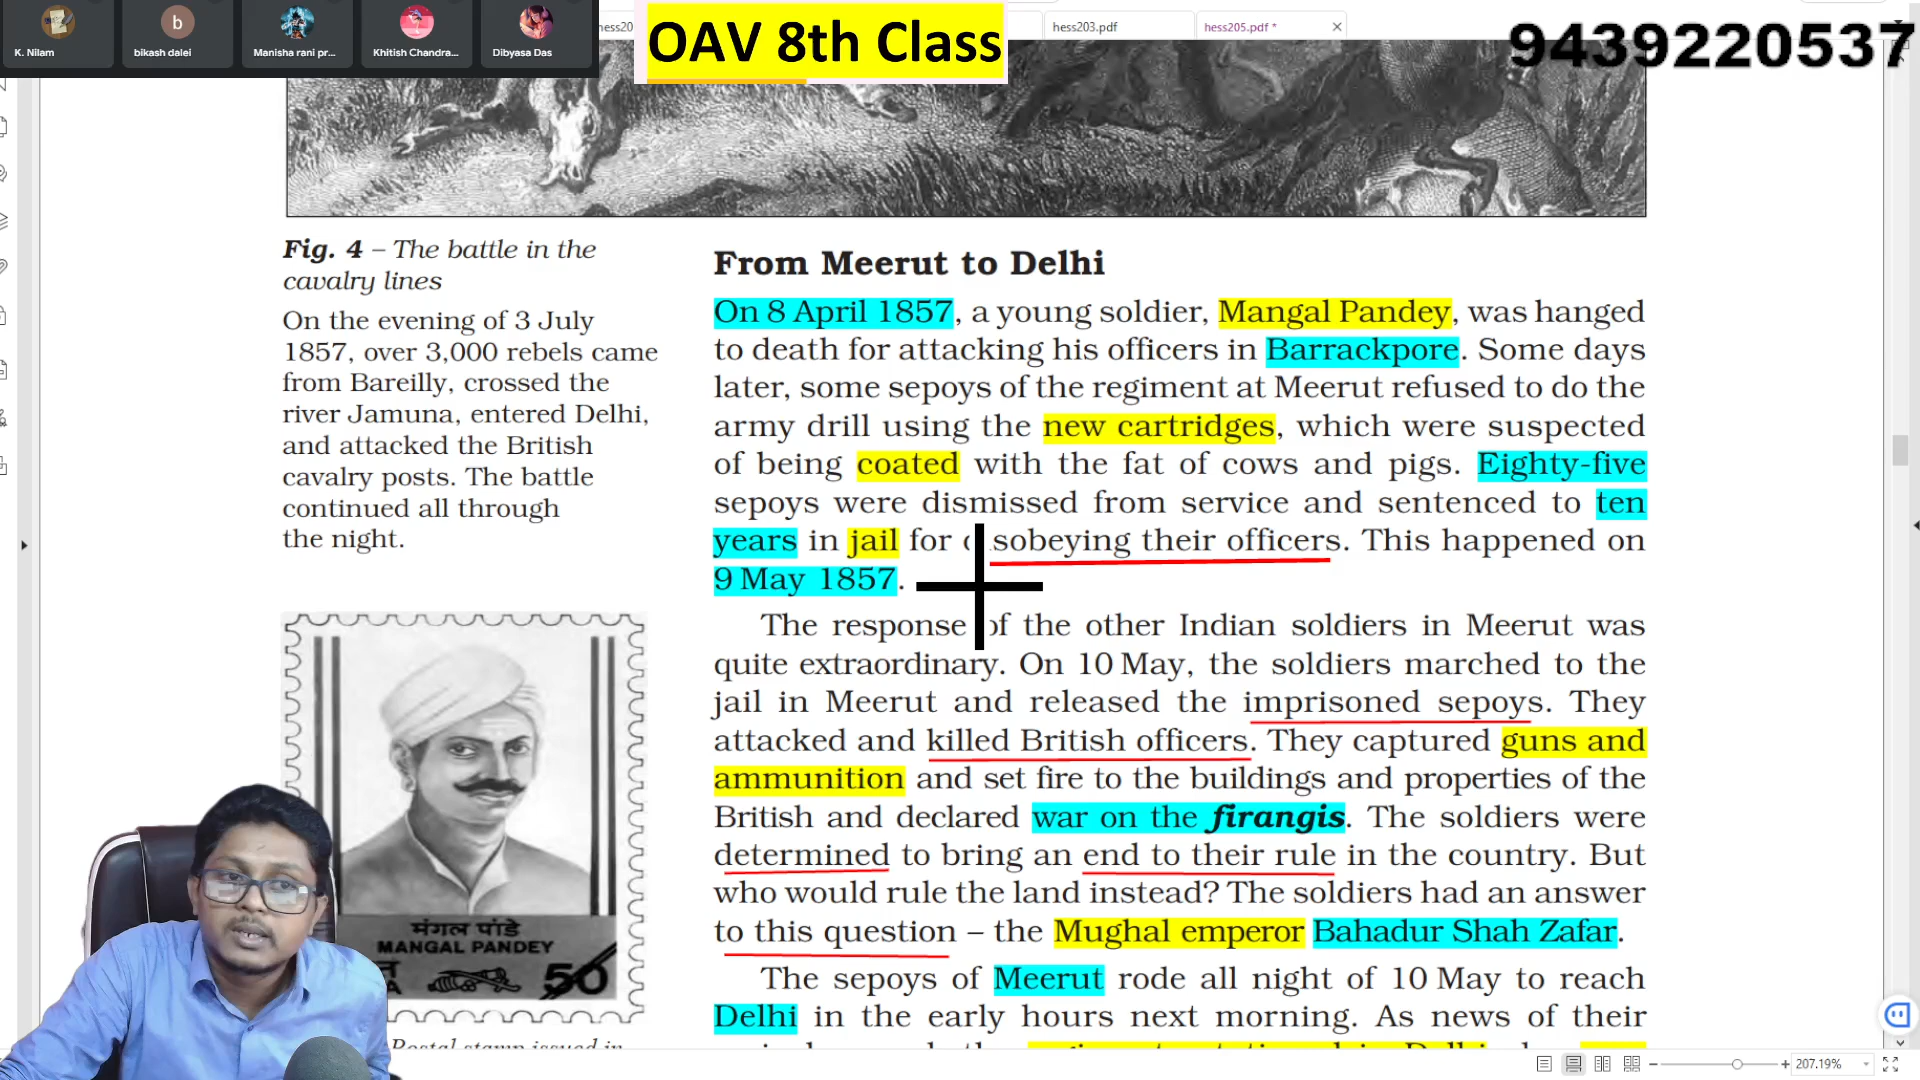 K. Nilam
bikash dalei
Manisha rani pr...
Khitish Chandra...
Dibyasa Das
OAV 8th Class
hess20
hess203.pdf
hess205.pdf *
9439220537
Fig. 4 – The battle in the
cavalry lines
On the evening of 3 July
1857, over 3,000 rebels came
from Bareilly, crossed the
river Jamuna, entered Delhi,
and attacked the British
cavalry posts. The battle
continued all through
the night.
From Meerut to Delhi
On 8 April 1857, a young soldier, Mangal Pandey, was hanged
to death for attacking his officers in Barrackpore. Some days
later, some sepoys of the regiment at Meerut refused to do the
army drill using the new cartridges, which were suspected
of being coated with the fat of cows and pigs. Eighty-five
sepoys were dismissed from service and sentenced to ten
years in jail for disobeying their officers. This happened on
9 May 1857.
The response of the other Indian soldiers in Meerut was
quite extraordinary. On 10 May, the soldiers marched to the
jail in Meerut and released the imprisoned sepoys. They
attacked and killed British officers. They captured guns and
ammunition and set fire to the buildings and properties of the
British and declared war on the firangis. The soldiers were
determined to bring an end to their rule in the country. But
who would rule the land instead? The soldiers had an answer
to this question – the Mughal emperor Bahadur Shah Zafar.
The sepoys of Meerut rode all night of 10 May to reach
Delhi in the early hours next morning. As news of their
मंगल पांडे
MANGAL PANDEY
50
Postal stamp issued in
207.19%